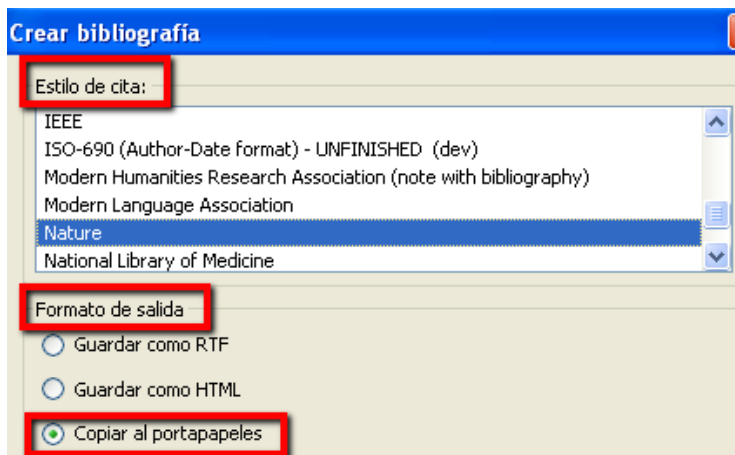 Crear bibliografía
Estilo de cita:
IEEE
ISO-690 (Author-Date format) - UNFINISHED (dev)
Modern Humanities Research Association (note with bibliography)
Modern Language Association
Nature
National Library of Medicine
Formato de salida
Guardar como RTF
Guardar como HTML
Copiar al portapapeles